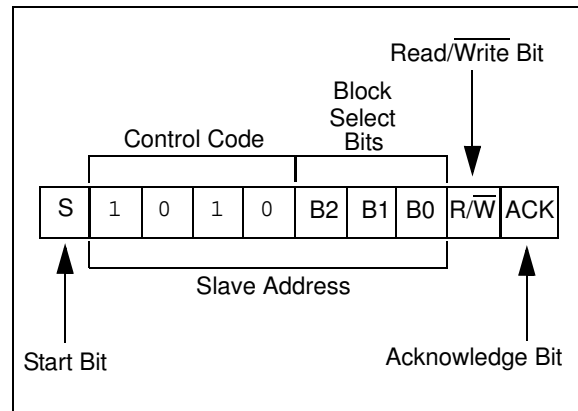 Read/Write Bit
Block
Select
Bits
Control Code
S 1 0 1 0 B2 B1 B0 R/W ACK
Slave Address
Start Bit
Acknowledge Bit